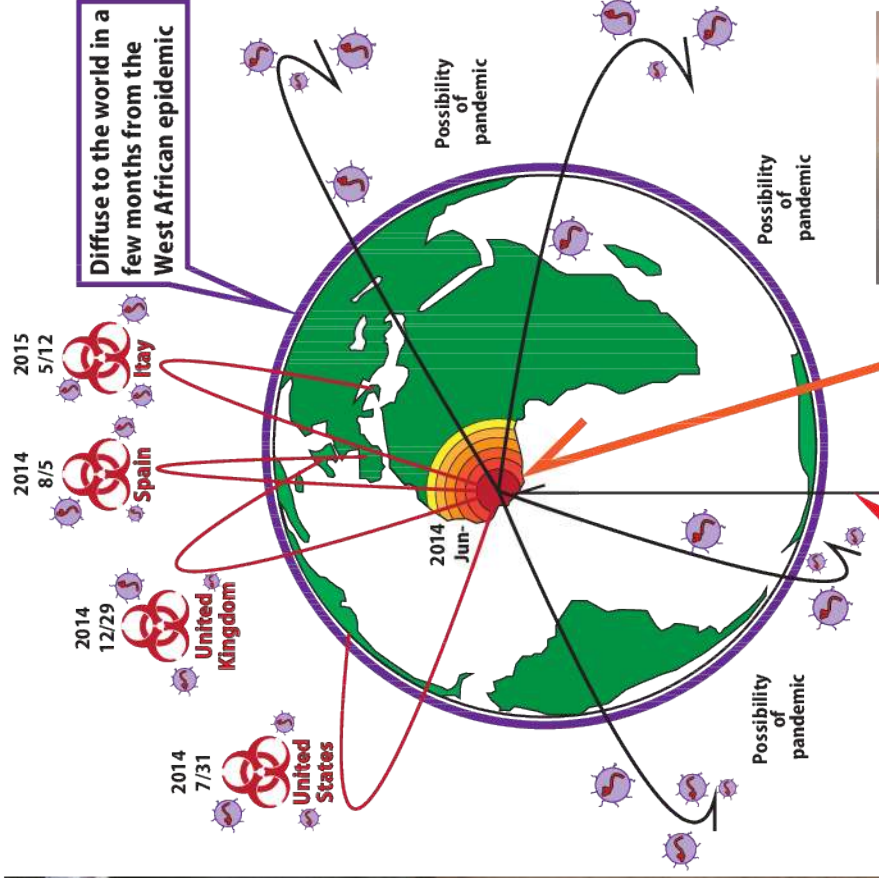 Diffuse to the world in a
few months from the
West African epidemic
2015
5/12
Itay
2014
8/5
Spain
2014
12/29
United
Kingdom
2014
7/31
United
States
2014
Jun-
Possibility
of
pandemic
Possibility
of
pandemic
Possibility
of
pandemic